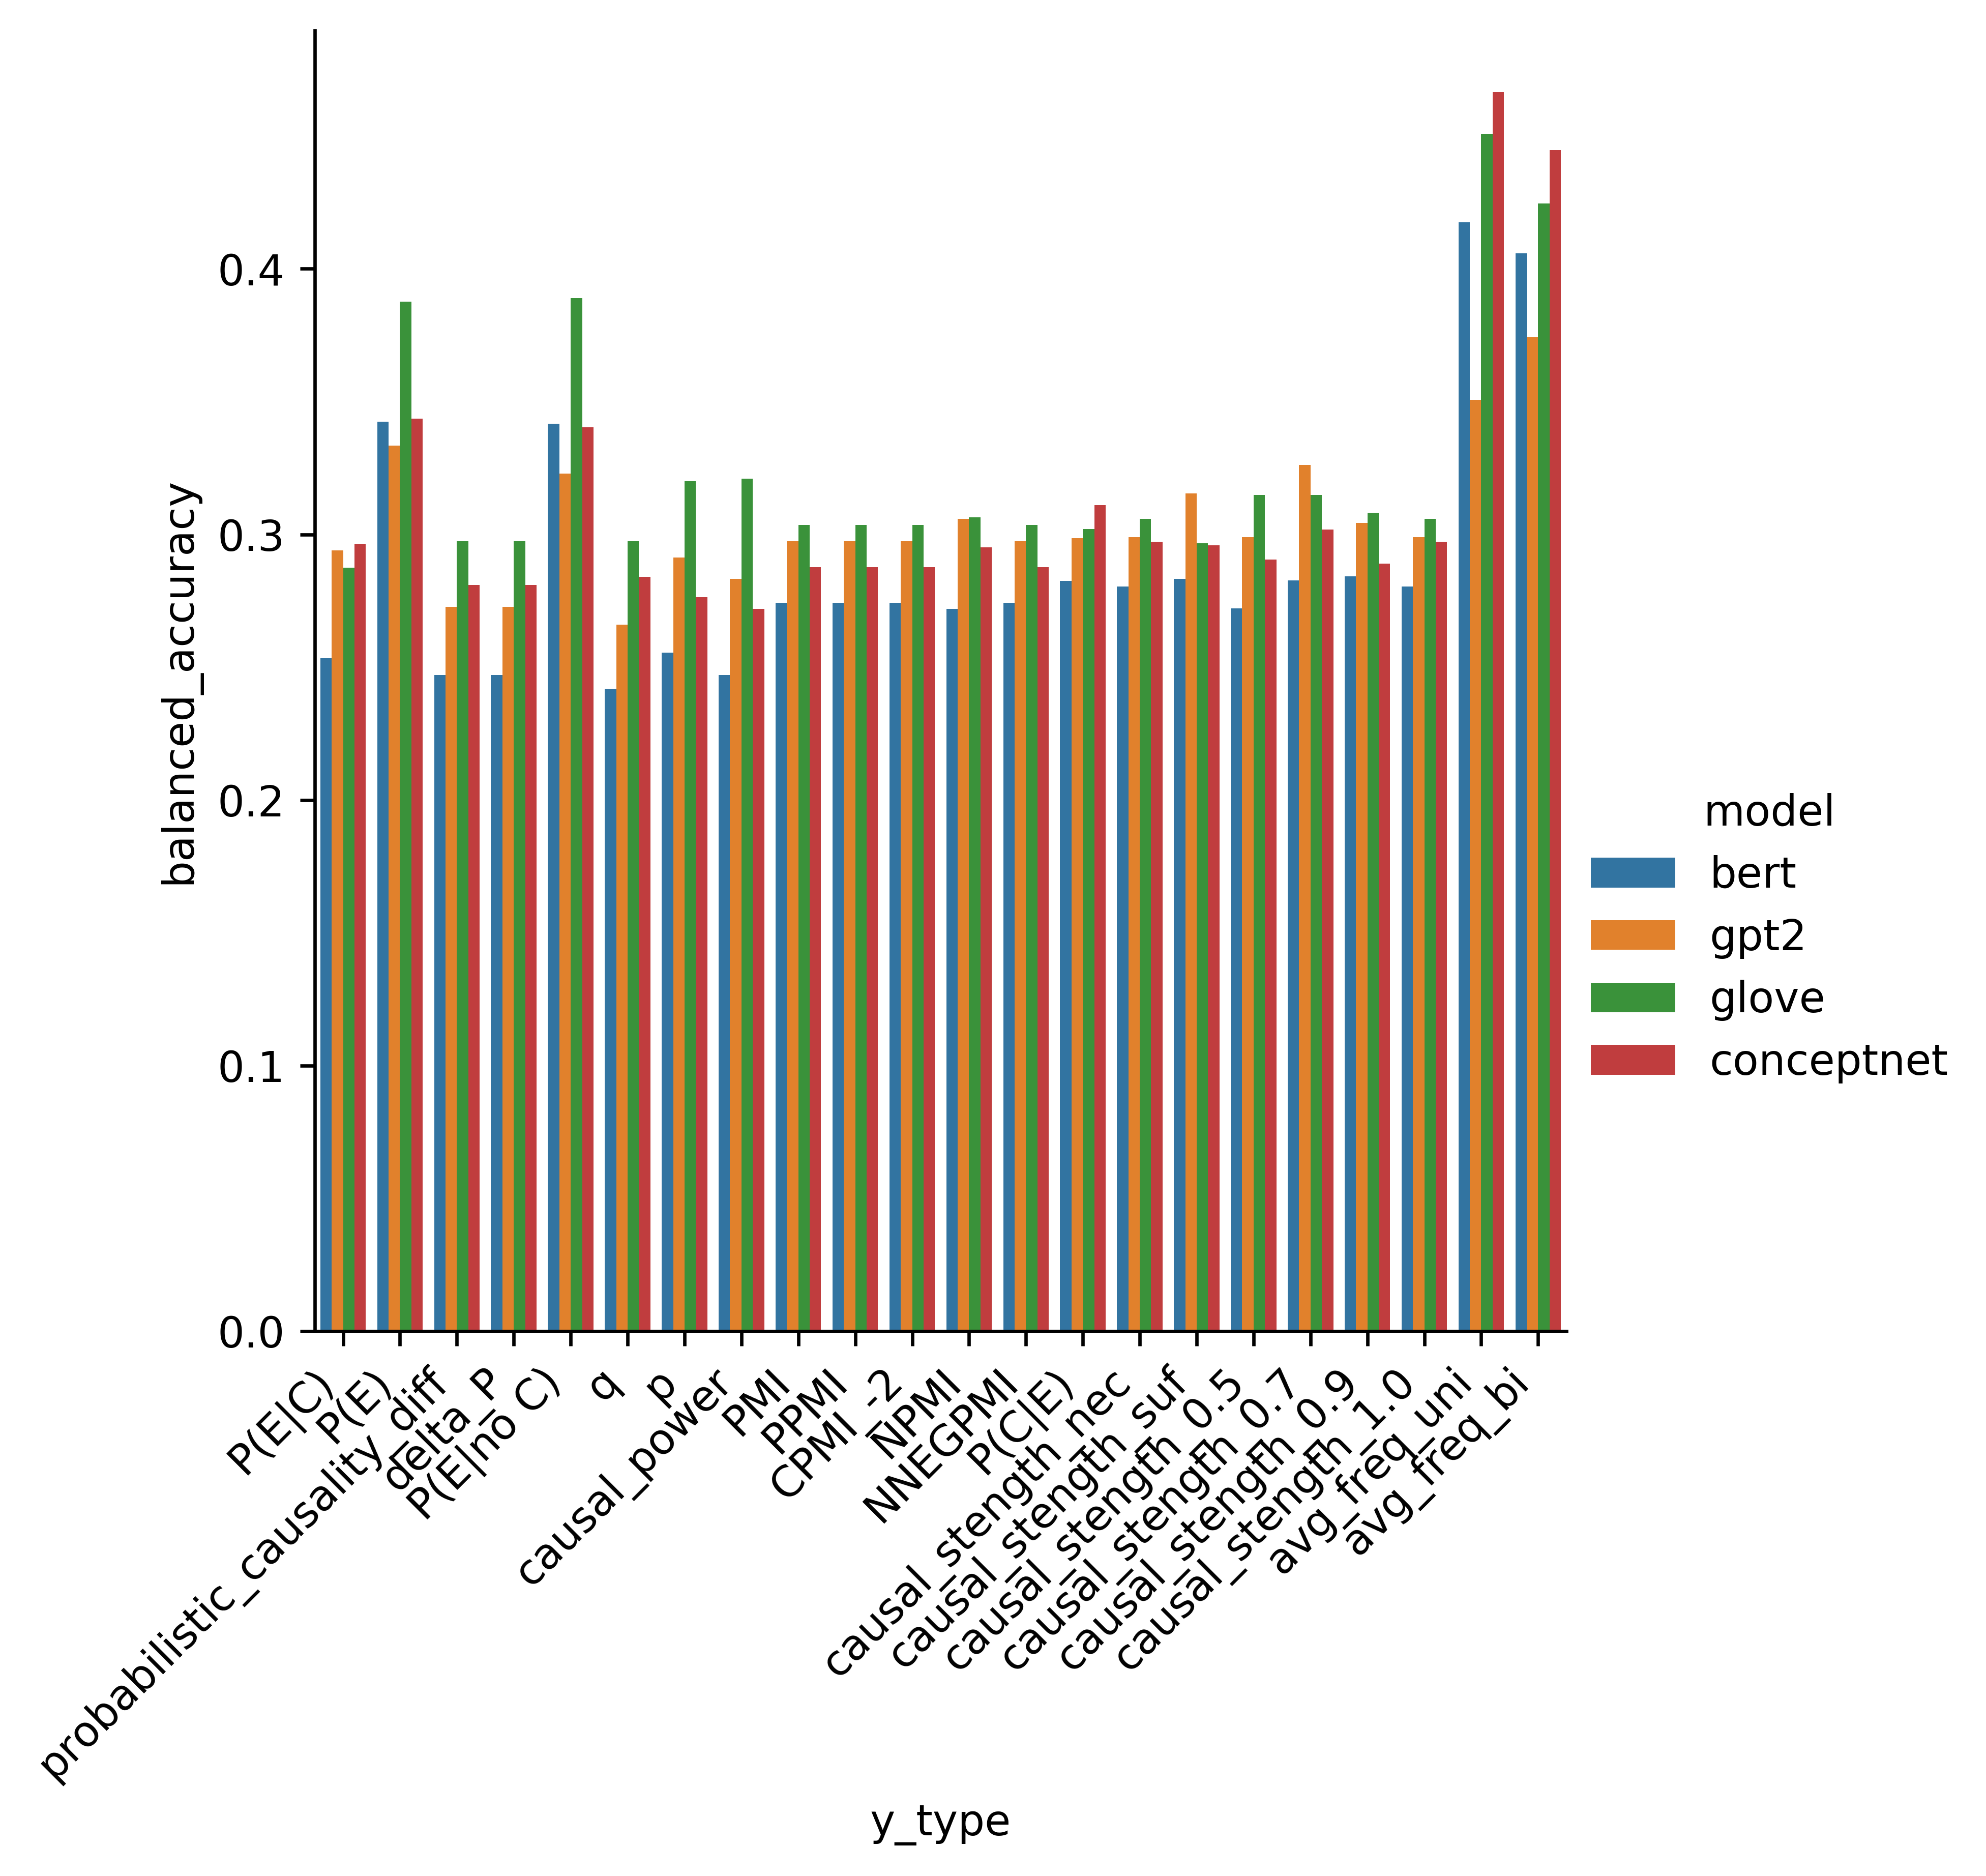 balanced_accuracy
0.4
0.3
0.2
0.1
0.0
P(E|C)
P(E)
probabilistic_causality_diff
delta_P
P(E|no C)
q
p
causal_power
PMI
PPMI
CPMI_-2
NPMI
NNEGPMI
P(C|E)
causal_stength_nec
causal_stength_suf
causal_stength_0.5
causal_stength_0.7
causal_stength_0.9
causal_stength_1.0
avg_freq_uni
avg_freq_bi
y_type
model
bert
gpt2
glove
conceptnet